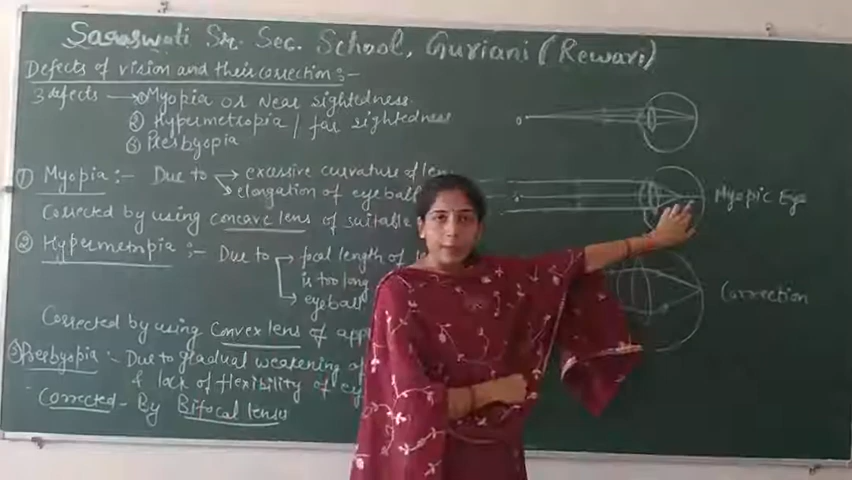 Saraswati Sr. Sec. School, Guriani (Rewari)
Defects of vision and their correction :-
3 defects → ① Myopia or Near sightedness
② Hypermetropia / far sightedness
③ Presbyopia
① Myopia :- Due to → excessive curvature of
→ elongation of eyeball
Corrected by using concave lens of suitable
② Hypermetropia :- Due to → focal length of
is too long
→ eyeball
Corrected by using Convex lens of
③ Presbyopia :- Due to gradual weakening of
& lack of flexibility of
Corrected - By Bifocal lenses
Myopic Eye
Correction